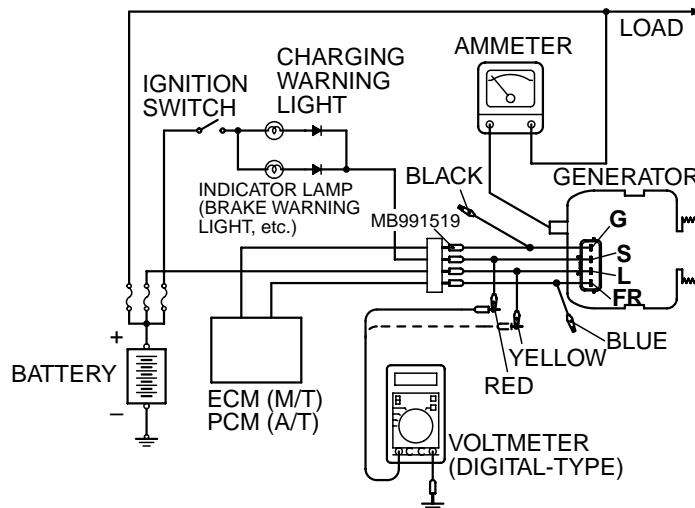 LOAD
AMMETER
CHARGING
WARNING
LIGHT
IGNITION
SWITCH
BLACK
GENERATOR
INDICATOR LAMP
(BRAKE WARNING
LIGHT, etc.)
MB991519
G
S
L
FR
+
BATTERY
–
ECM (M/T)
PCM (A/T)
BLUE
YELLOW
RED
VOLTMETER
(DIGITAL-TYPE)